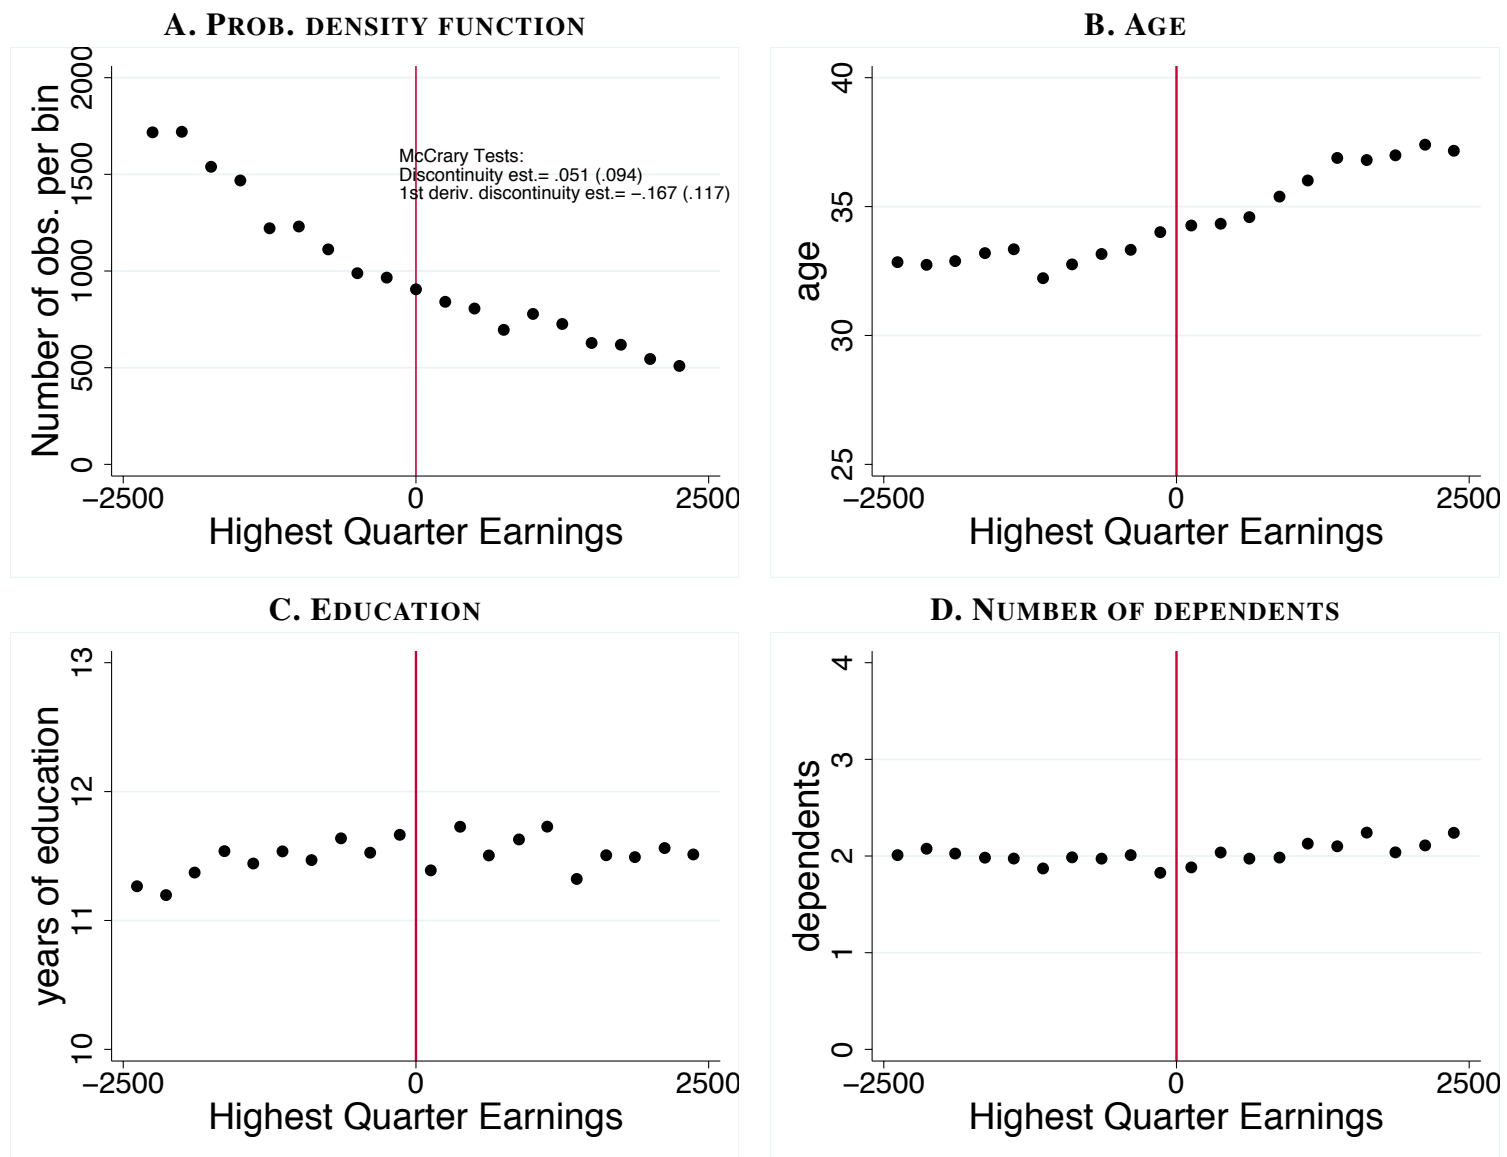 A. PROB. DENSITY FUNCTION
Number of obs. per bin
2000
1500
1000
500
0
McCrary Tests:
Discontinuity est.= .051 (.094)
1st deriv. discontinuity est.= −.167 (.117)
−2500 0 2500
Highest Quarter Earnings
B. AGE
age
40
35
30
25
−2500 0 2500
Highest Quarter Earnings
C. EDUCATION
years of education
13
12
11
10
−2500 0 2500
Highest Quarter Earnings
D. NUMBER OF DEPENDENTS
dependents
4
3
2
1
0
−2500 0 2500
Highest Quarter Earnings